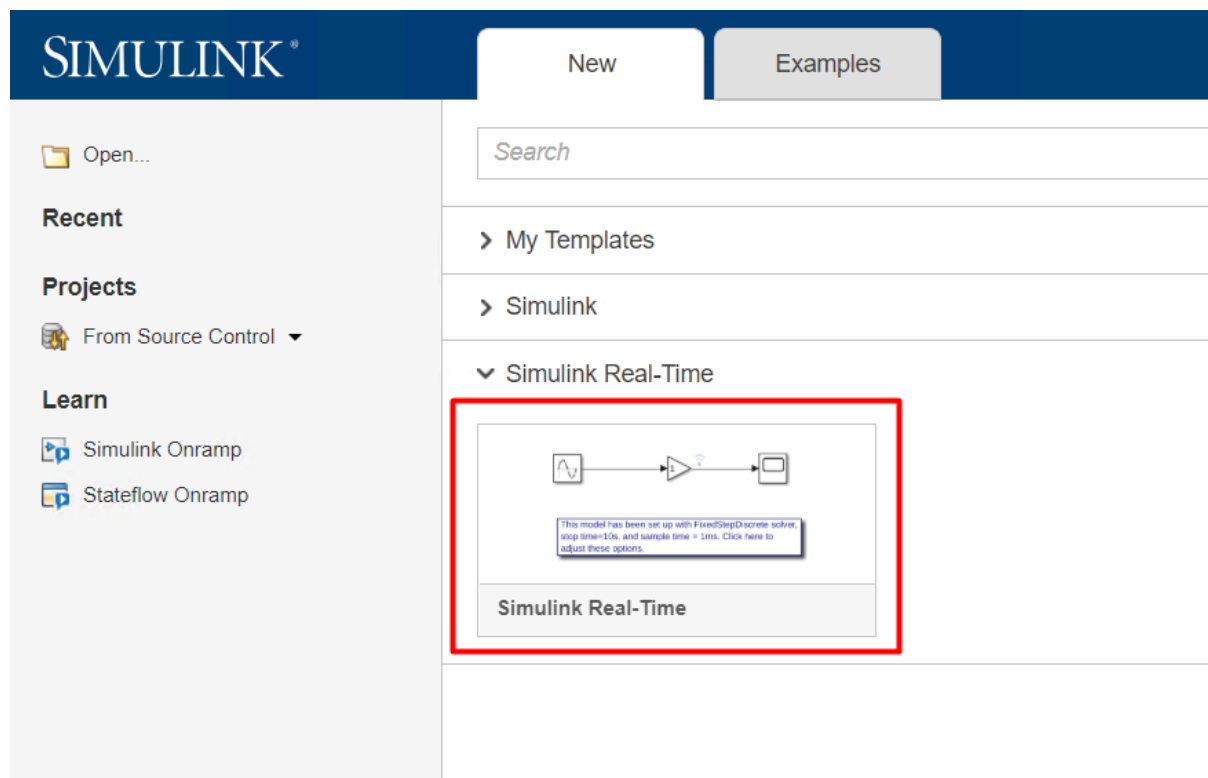 SIMULINK®
New
Examples
Open...
Recent
Projects
From Source Control
Learn
Simulink Onramp
Stateflow Onramp
Search
My Templates
Simulink
Simulink Real-Time
1
This model has been set up with FixedStepDiscrete solver,
stop time=10s, and sample time = 1ms. Click here to
adjust these options.
Simulink Real-Time